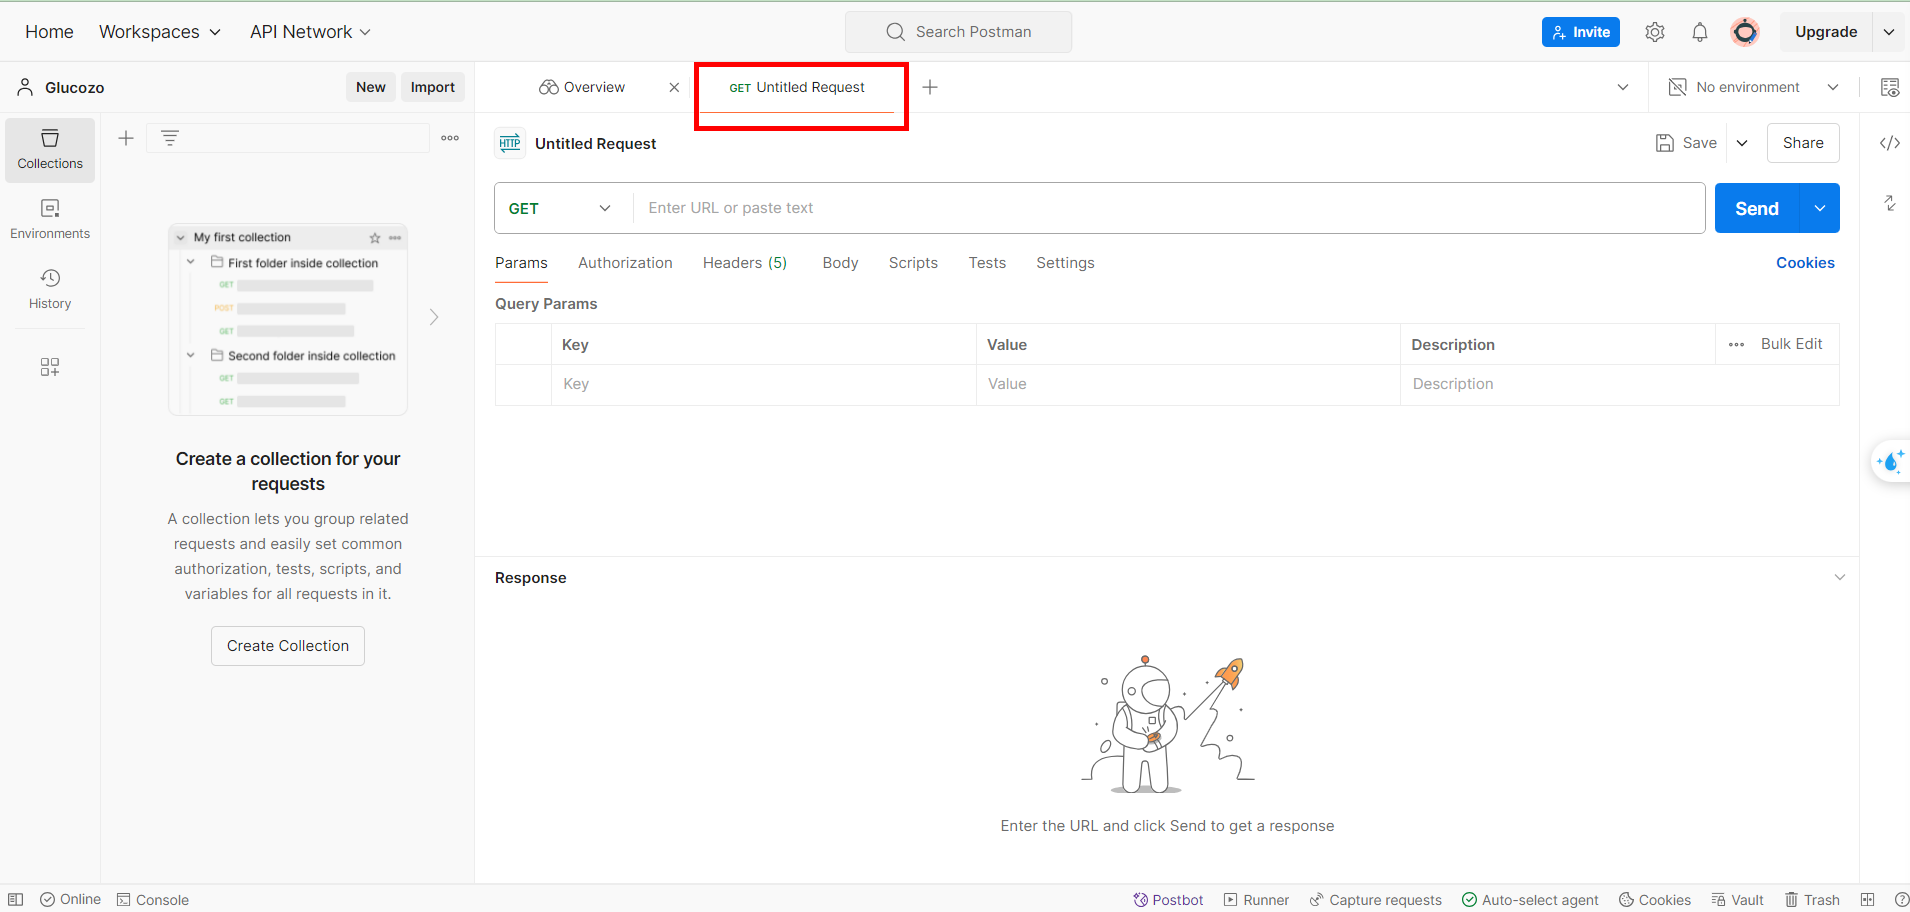 Home Workspaces API Network Search Postman Invite Upgrade
Glucozo New Import Overview GET Untitled Request No environment
Collections
Environments
History
My first collection
First folder inside collection
GET
POST
GET
Second folder inside collection
GET
GET
Create a collection for your
requests
A collection lets you group related
requests and easily set common
authorization, tests, scripts, and
variables for all requests in it.
Create Collection
HTTP Untitled Request Save Share
GET Enter URL or paste text Send
Params Authorization Headers (5) Body Scripts Tests Settings Cookies
Query Params
Key Value Description Bulk Edit
Key Value Description
Response
Enter the URL and click Send to get a response
Online Console Postbot Runner Capture requests Auto-select agent Cookies Vault Trash